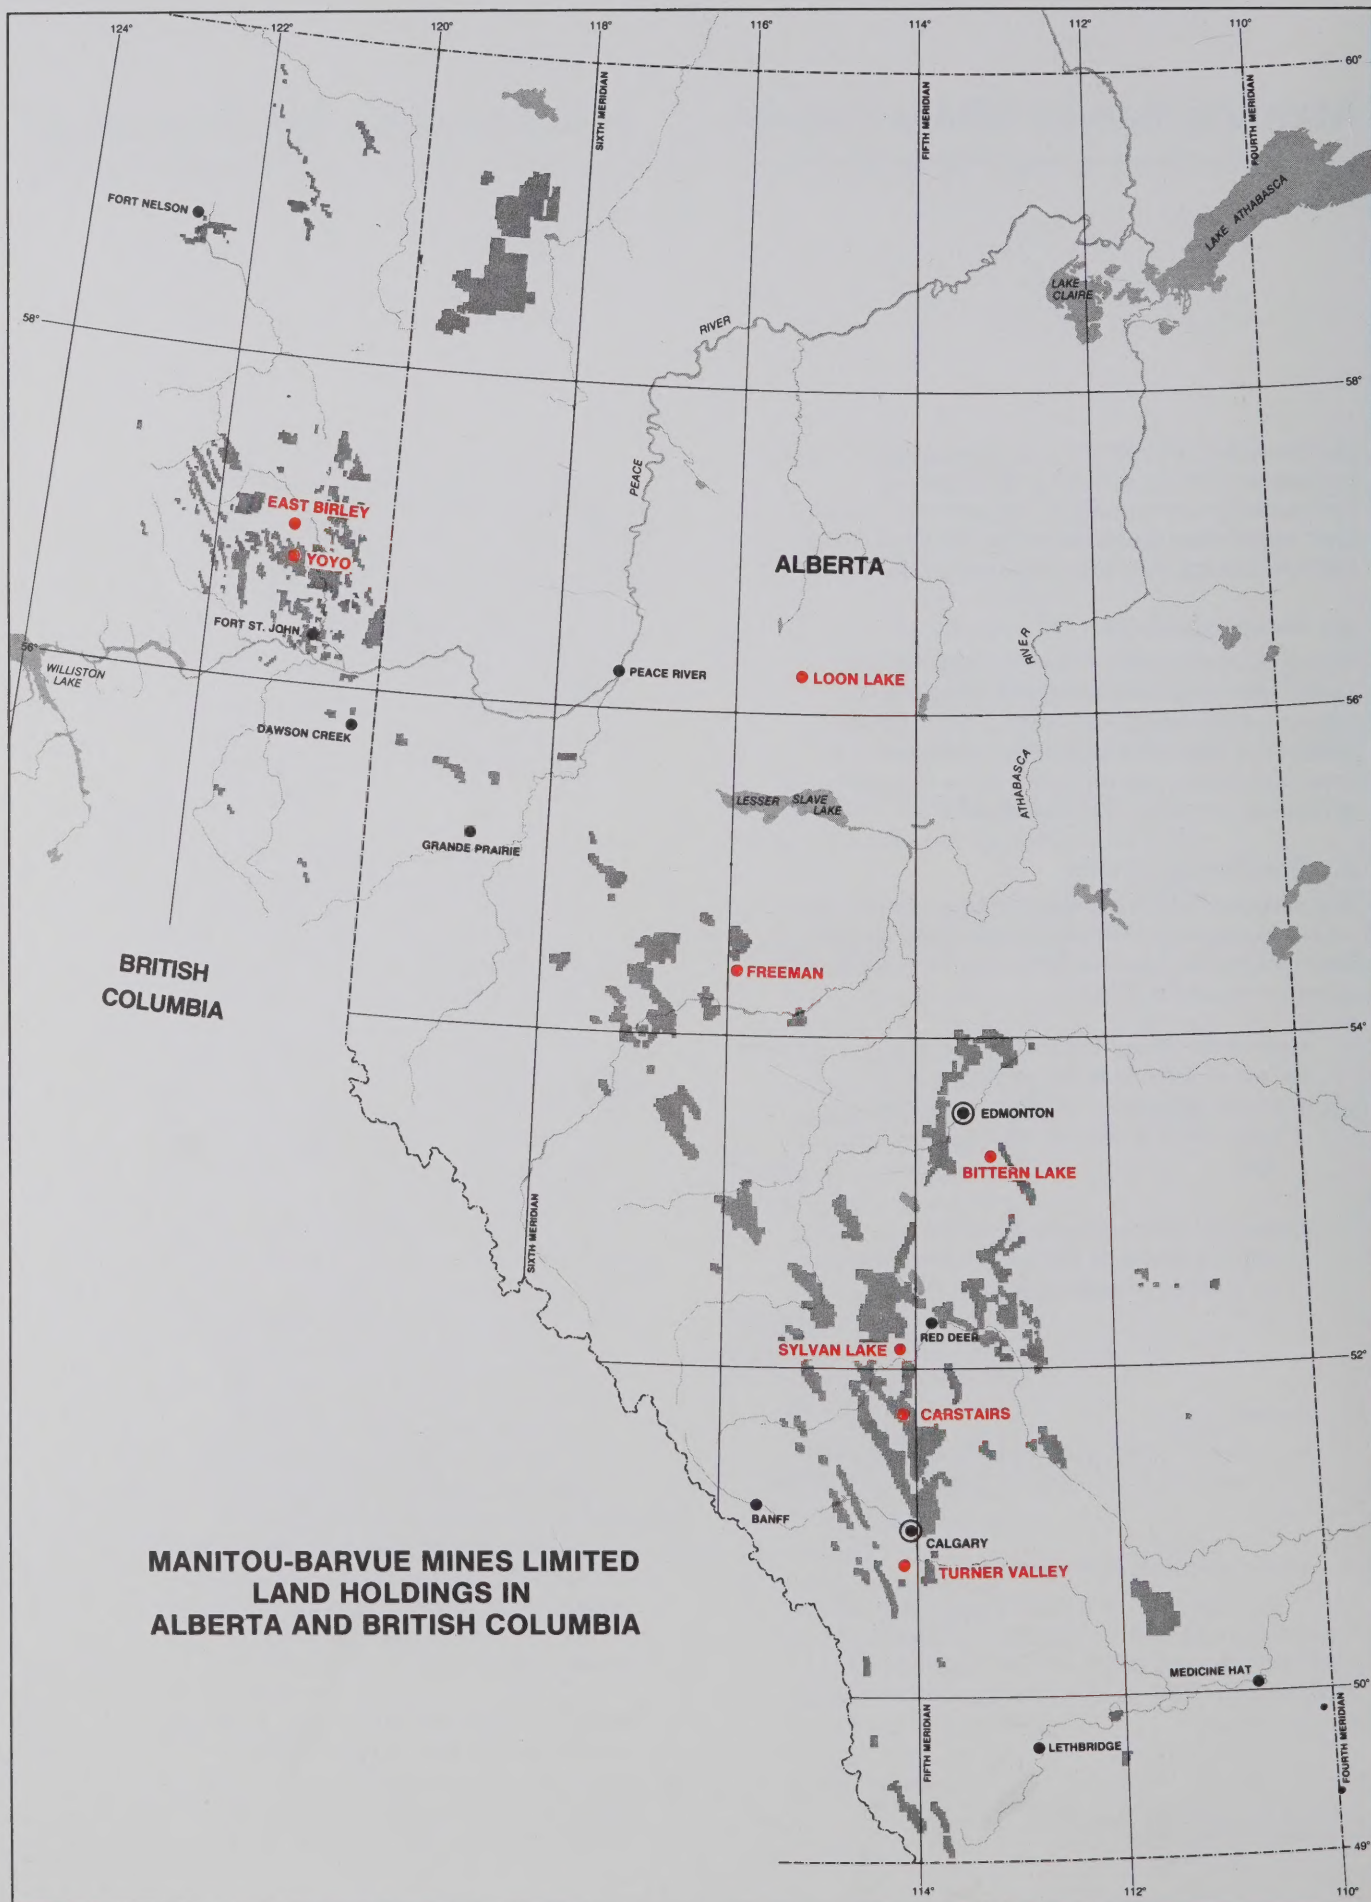 124°
122°
120°
118°
116°
114°
112°
110°
60°
SIXTH MERIDIAN
FIFTH MERIDIAN
FOURTH MERIDIAN
FORT NELSON
LAKE ATHABASCA
LAKE
CLAIRE
58°
RIVER
58°
PEACE
EAST BIRLEY
YOYO
ALBERTA
FORT ST. JOHN
56°
WILLISTON
LAKE
PEACE RIVER
LOON LAKE
RIVER
56°
DAWSON CREEK
ATHABASCA
LESSER SLAVE
LAKE
GRANDE PRAIRIE
BRITISH
COLUMBIA
FREEMAN
54°
EDMONTON
BITTERN LAKE
SIXTH MERIDIAN
RED DEER
SYLVAN LAKE
52°
CARSTAIRS
BANFF
CALGARY
TURNER VALLEY
MANITOU-BARVUE MINES LIMITED
LAND HOLDINGS IN
ALBERTA AND BRITISH COLUMBIA
MEDICINE HAT
50°
FIFTH MERIDIAN
LETHBRIDGE
FOURTH MERIDIAN
49°
114°
112°
110°